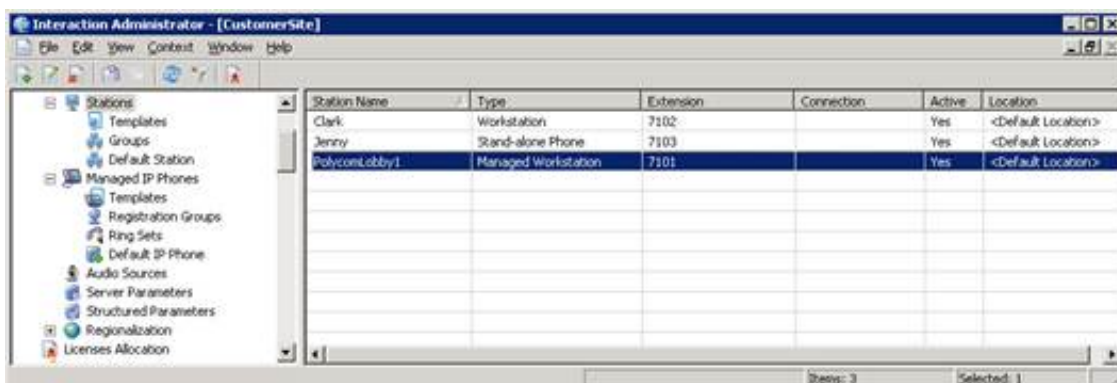 Interaction Administrator - [CustomerSite]
File Edit View Context Window Help
Stations
Templates
Groups
Default Station
Managed IP Phones
Templates
Registration Groups
Ring Sets
Default IP Phone
Audio Sources
Server Parameters
Structured Parameters
Regionalization
Licenses Allocation
Station Name Type Extension Connection Active Location
Clark Workstation 7102 Yes <Default Location>
Jenny Stand-alone Phone 7103 Yes <Default Location>
PolycomLobby1 Managed Workstation 7101 Yes <Default Location>
Items: 3 Selected: 1